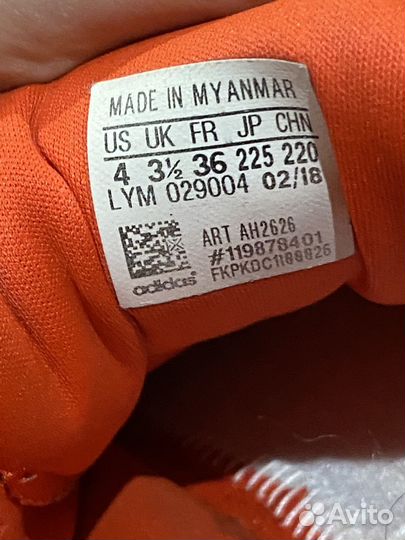 MADE IN MYANMAR
US UK FR JP CHN
4 3½ 36 225 220
LYM 029004 02/18
ART AH2626
#119878401
FKPKDC1188826
adidas
Avito